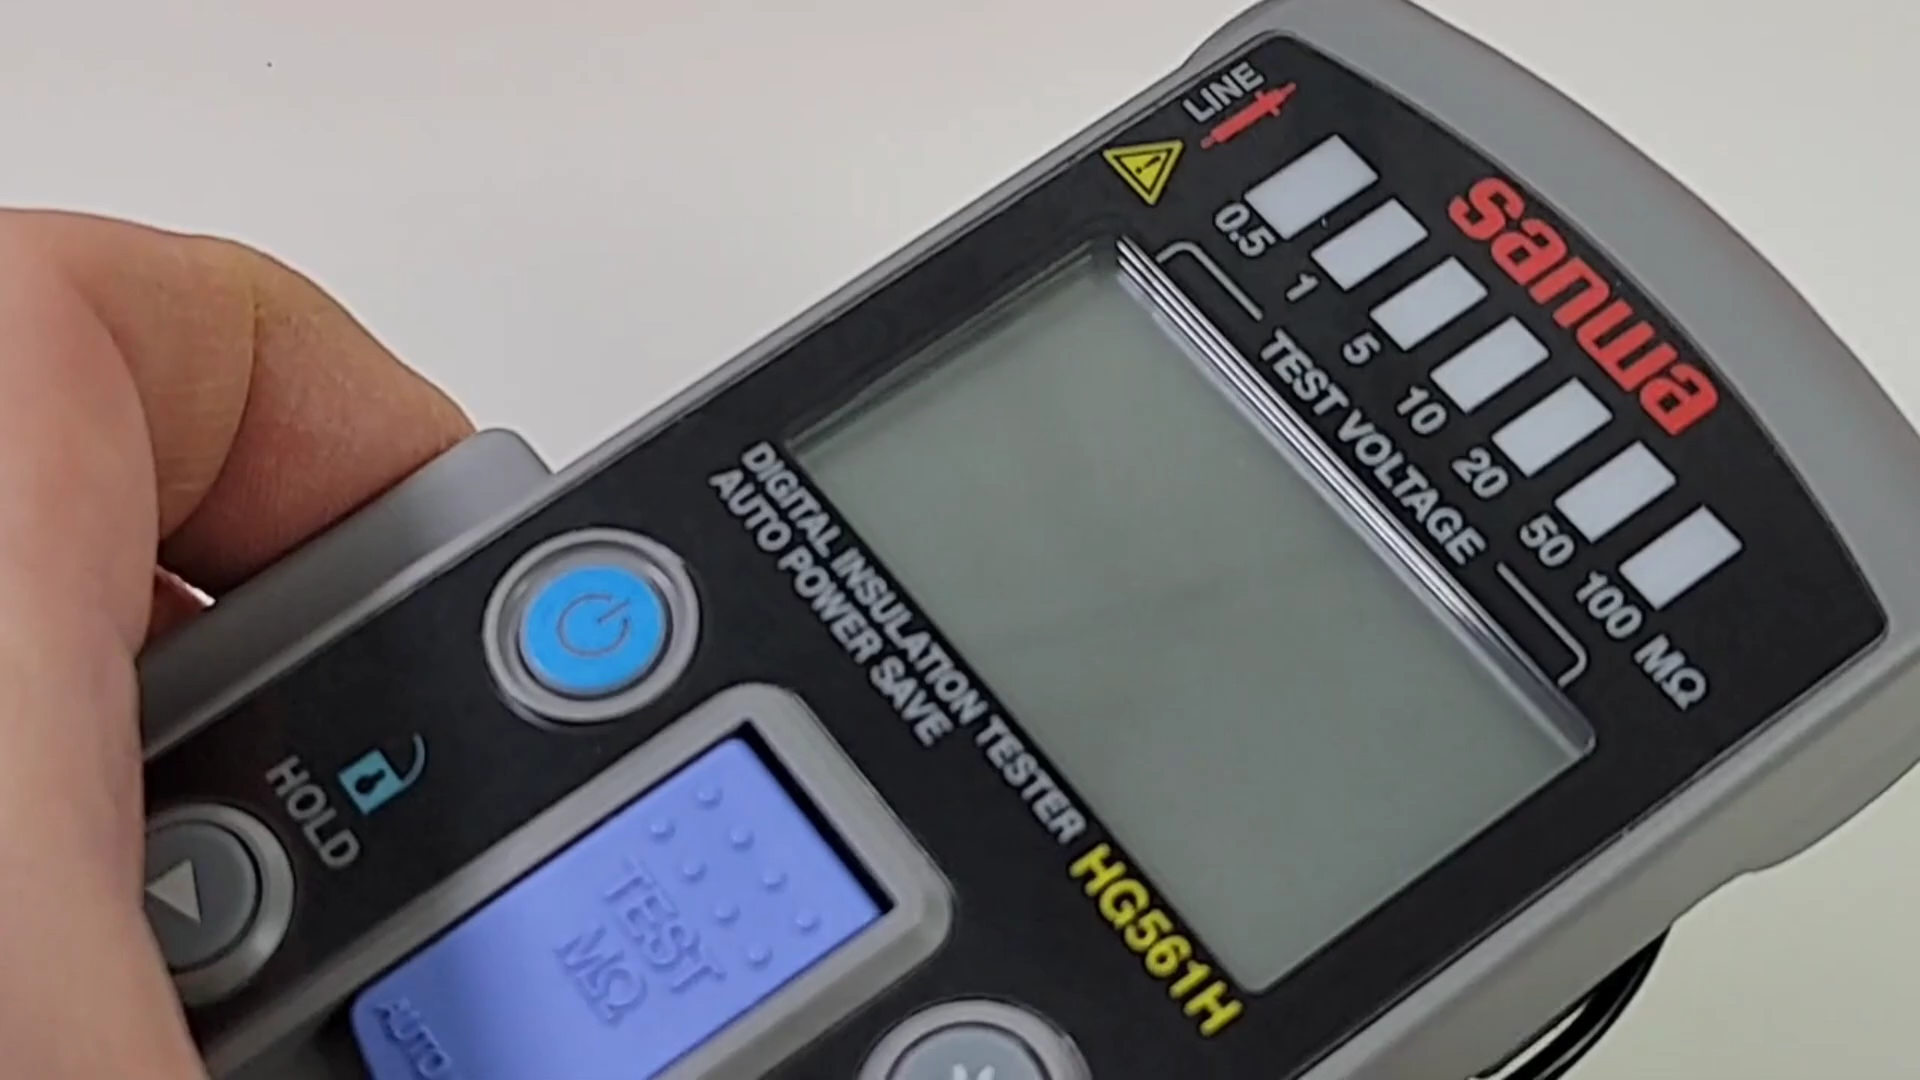 LINE
sanwa
0.5 1 5 10 20 50 100 MΩ
TEST VOLTAGE
DIGITAL INSULATION TESTER HG561H
AUTO POWER SAVE
HOLD
TEST
MΩ
AUTO